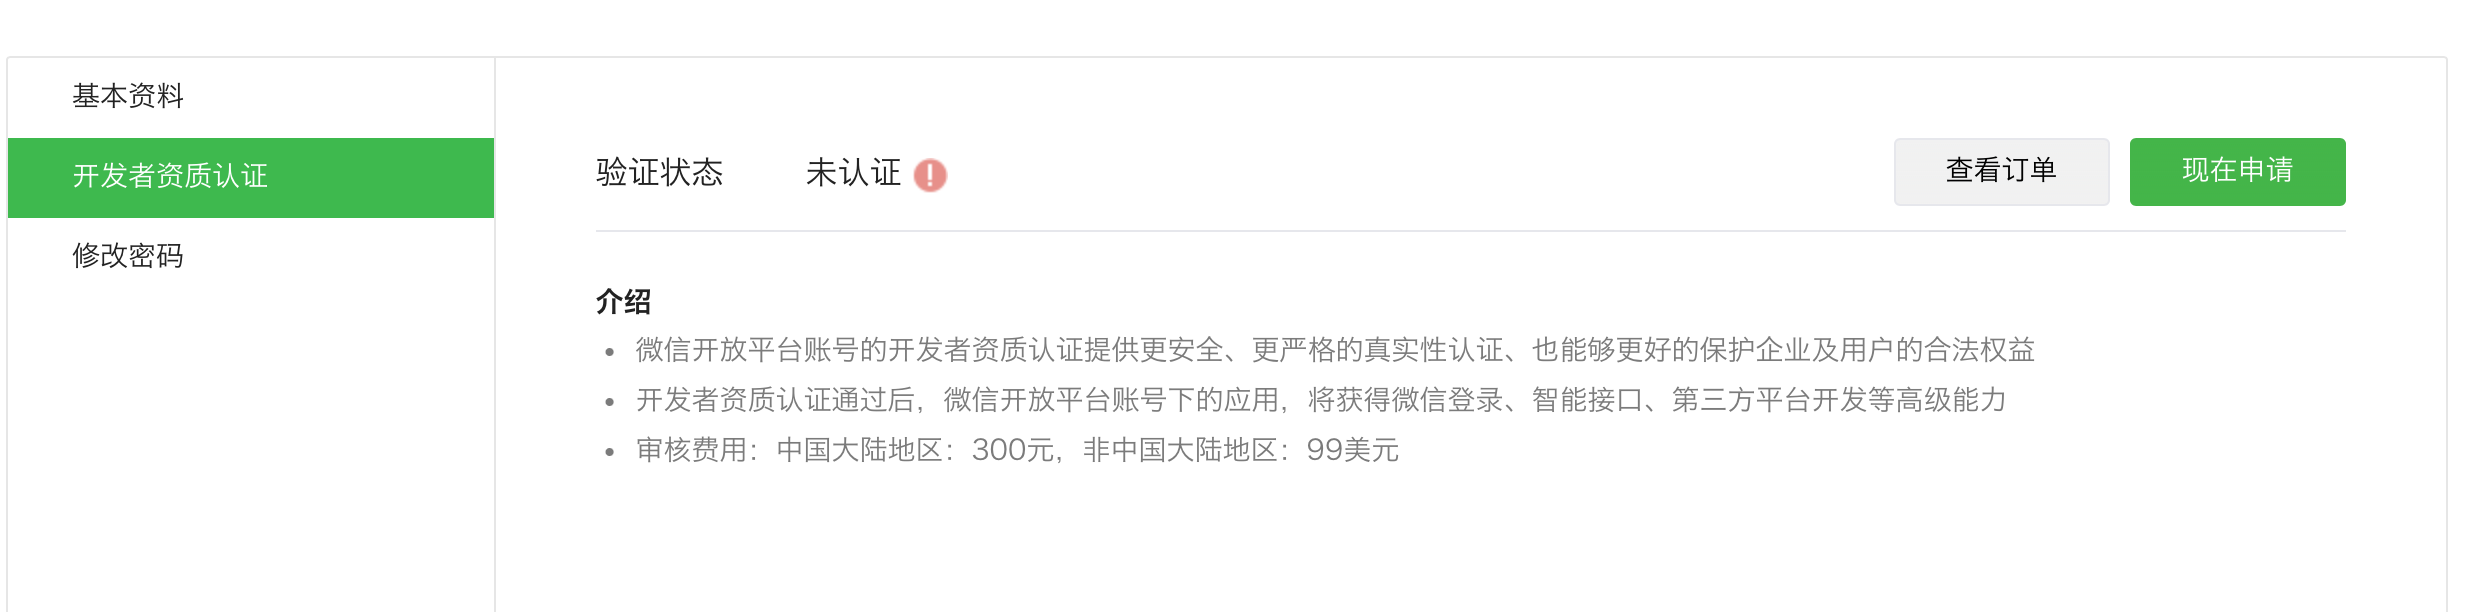 基本资料
开发者资质认证
修改密码
验证状态 未认证
查看订单 现在申请
介绍
• 微信开放平台账号的开发者资质认证提供更安全、更严格的真实性认证、也能够更好的保护企业及用户的合法权益
• 开发者资质认证通过后，微信开放平台账号下的应用，将获得微信登录、智能接口、第三方平台开发等高级能力
• 审核费用：中国大陆地区：300元，非中国大陆地区：99美元